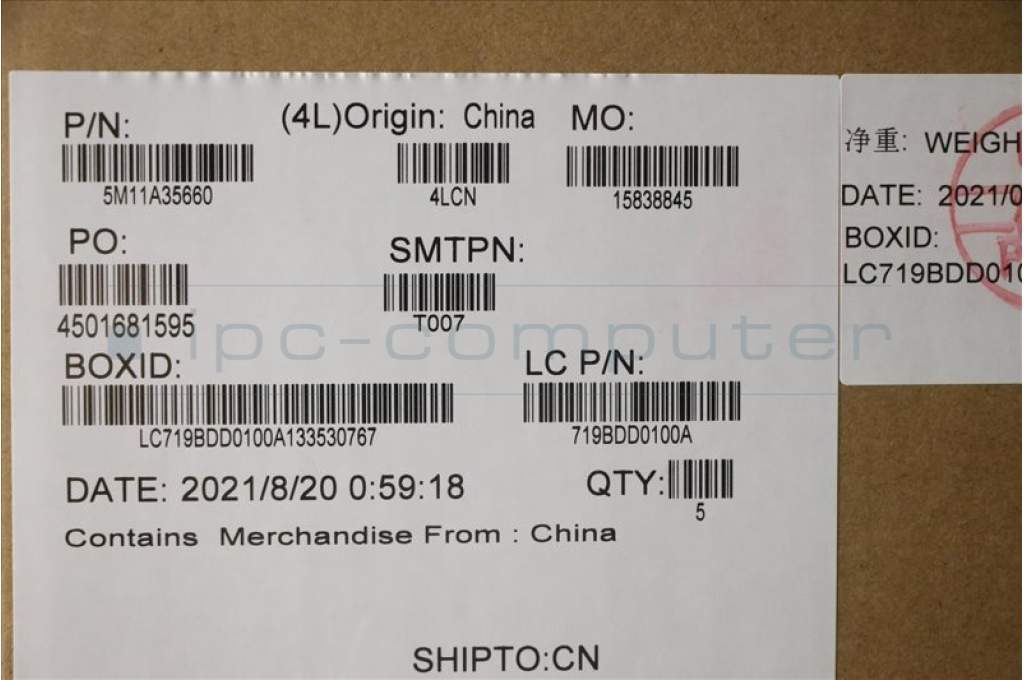 P/N:
(4L)Origin: China
MO:
5M11A35660
4LCN
15838845
PO:
SMTPN:
4501681595
T007
BOXID:
LC P/N:
LC719BDD0100A133530767
719BDD0100A
DATE: 2021/8/20 0:59:18
QTY:
5
Contains Merchandise From : China
SHIPTO:CN
净重: WEIGH
DATE: 2021/0
BOXID:
LC719BDD010
ipc-computer